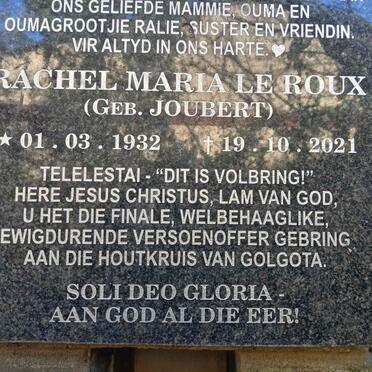 ONS GELIEFDE MAMMIE, OUMA EN
OUMAGROOTJIE RALIE, SUSTER EN VRIENDIN.
VIR ALTYD IN ONS HARTE.♥
RACHEL MARIA LE ROUX
(GEB. JOUBERT)
★ 01 . 03 . 1932 † 19 . 10 . 2021
TELELESTAI - “DIT IS VOLBRING!”
HERE JESUS CHRISTUS, LAM VAN GOD,
U HET DIE FINALE, WELBEHAAGLIKE,
EWIGDURENDE VERSOENOFFER GEBRING
AAN DIE HOUTKRUIS VAN GOLGOTA.
SOLI DEO GLORIA -
AAN GOD AL DIE EER!